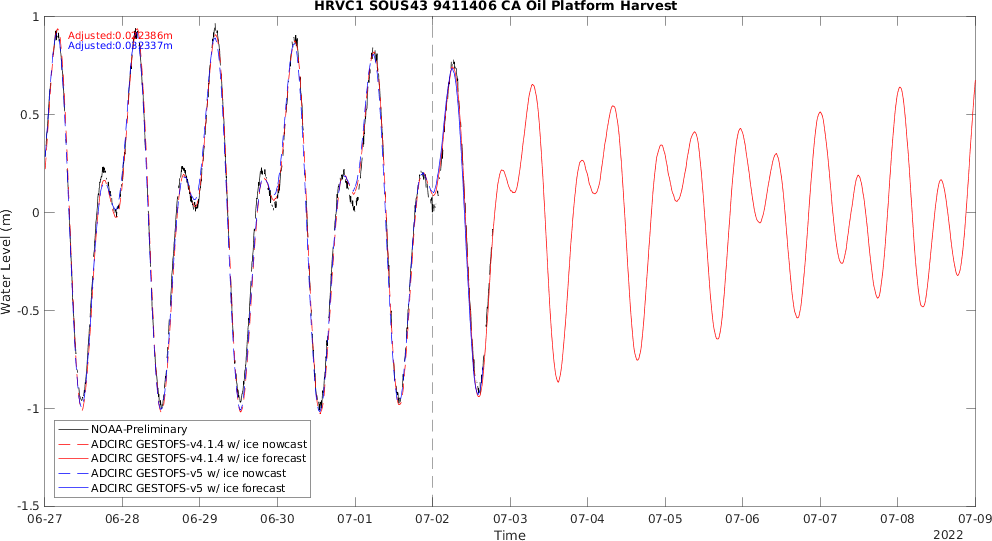 HRVC1 SOUS43 9411406 CA Oil Platform Harvest
Adjusted:0.032386m
Adjusted:0.032337m
Water Level (m)
1
0.5
0
-0.5
-1
-1.5
NOAA-Preliminary
ADCIRC GESTOFS-v4.1.4 w/ ice nowcast
ADCIRC GESTOFS-v4.1.4 w/ ice forecast
ADCIRC GESTOFS-v5 w/ ice nowcast
ADCIRC GESTOFS-v5 w/ ice forecast
06-27 06-28 06-29 06-30 07-01 07-02 07-03 07-04 07-05 07-06 07-07 07-08 07-09
Time
2022